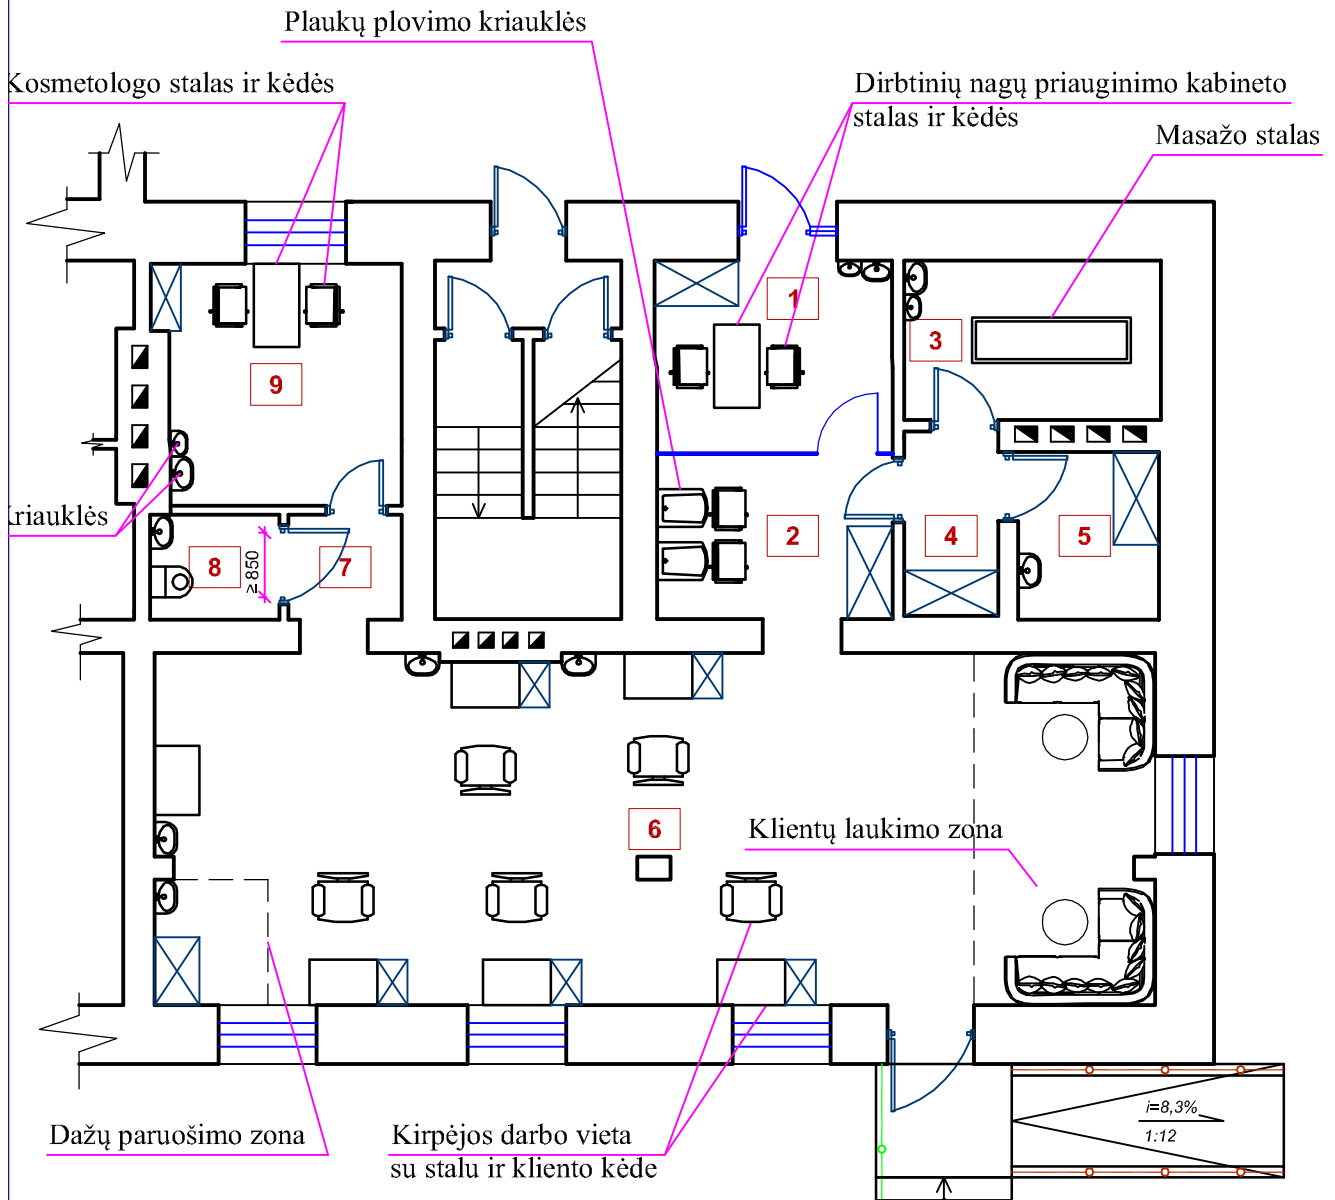 Plaukų plovimo kriauklės
Kosmetologo stalas ir kėdės
Dirbtinių nagų priauginimo kabineto
stalas ir kėdės
Masažo stalas
1
3
9
Kriauklės
2
4
5
8
≥850
7
6
Klientų laukimo zona
Dažų paruošimo zona
Kirpėjos darbo vieta
su stalu ir kliento kėde
i=8,3%
1:12